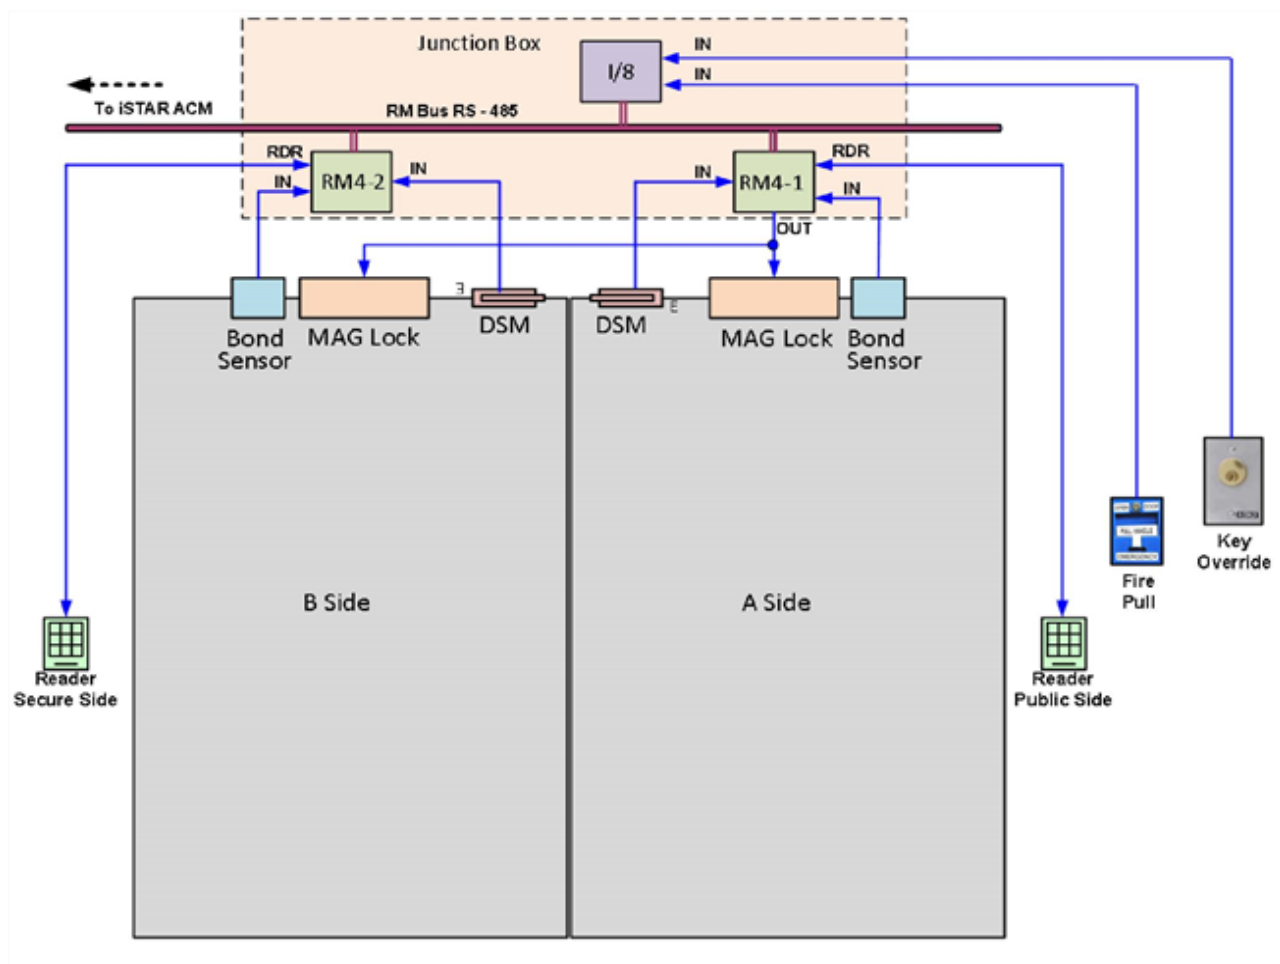 Junction Box
I/8
IN
IN
To iSTAR ACM
RM Bus RS - 485
RDR
IN
RM4-2
IN
IN
RM4-1
RDR
IN
OUT
E
DSM
DSM
E
Bond
Sensor
MAG Lock
MAG Lock
Bond
Sensor
B Side
A Side
Key
Override
Fire
Pull
Reader
Secure Side
Reader
Public Side